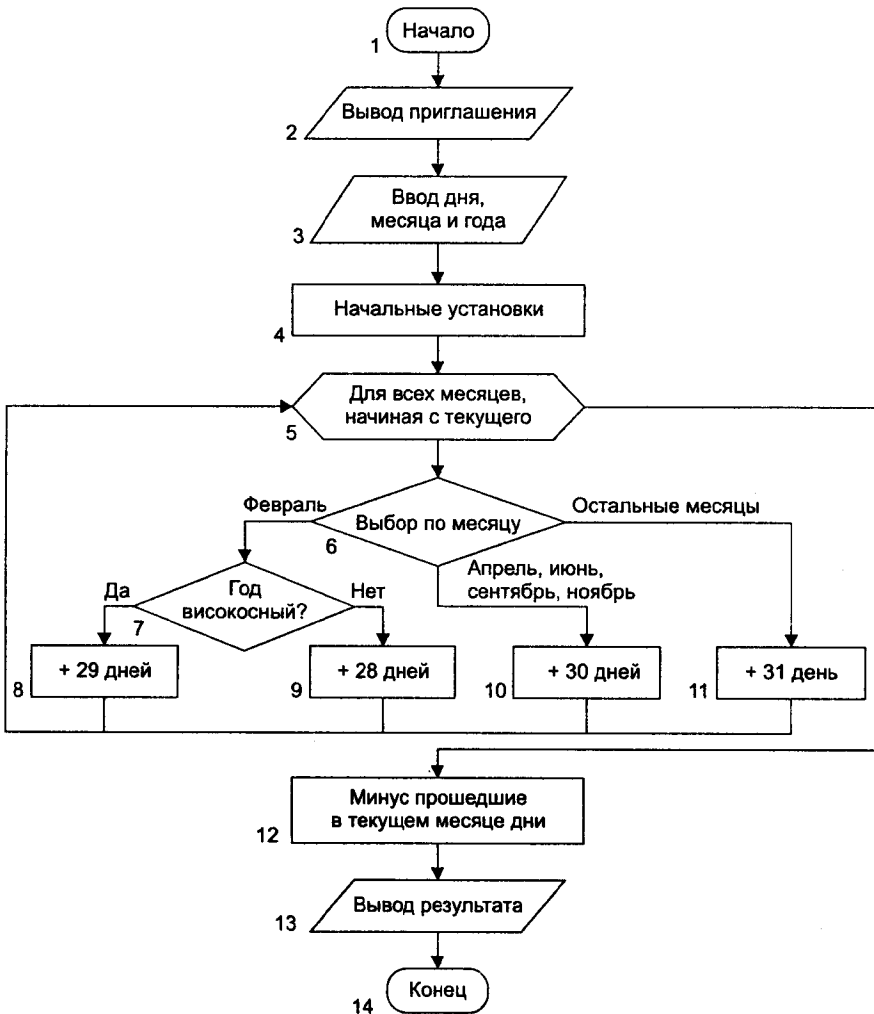 Начало
1
Вывод приглашения
2
Ввод дня,
месяца и года
3
Начальные установки
4
Для всех месяцев,
начиная с текущего
5
Февраль
Остальные месяцы
Выбор по месяцу
6
Апрель, июнь,
сентябрь, ноябрь
Да
Год
високосный?
Нет
7
+ 29 дней
8
+ 28 дней
9
+ 30 дней
10
+ 31 день
11
Минус прошедшие
в текущем месяце дни
12
Вывод результата
13
Конец
14